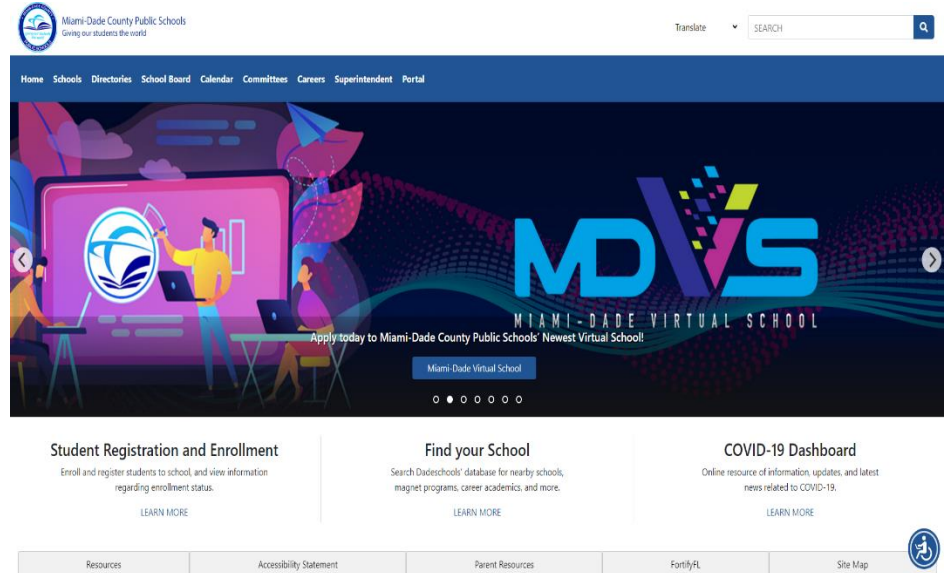 Miami-Dade County Public Schools
Giving our students the world
Translate
SEARCH
Home Schools Directories School Board Calendar Committees Careers Superintendent Portal
MDVS
MIAMI-DADE VIRTUAL SCHOOL
Apply today to Miami-Dade County Public Schools' Newest Virtual School!
Miami-Dade Virtual School
Student Registration and Enrollment
Enroll and register students to school, and view information
regarding enrollment status.
LEARN MORE
Find your School
Search Dadeschools' database for nearby schools,
magnet programs, career academics, and more.
LEARN MORE
COVID-19 Dashboard
Online resource of information, updates, and latest
news related to COVID-19.
LEARN MORE
Resources Accessibility Statement Parent Resources FortifyFL Site Map